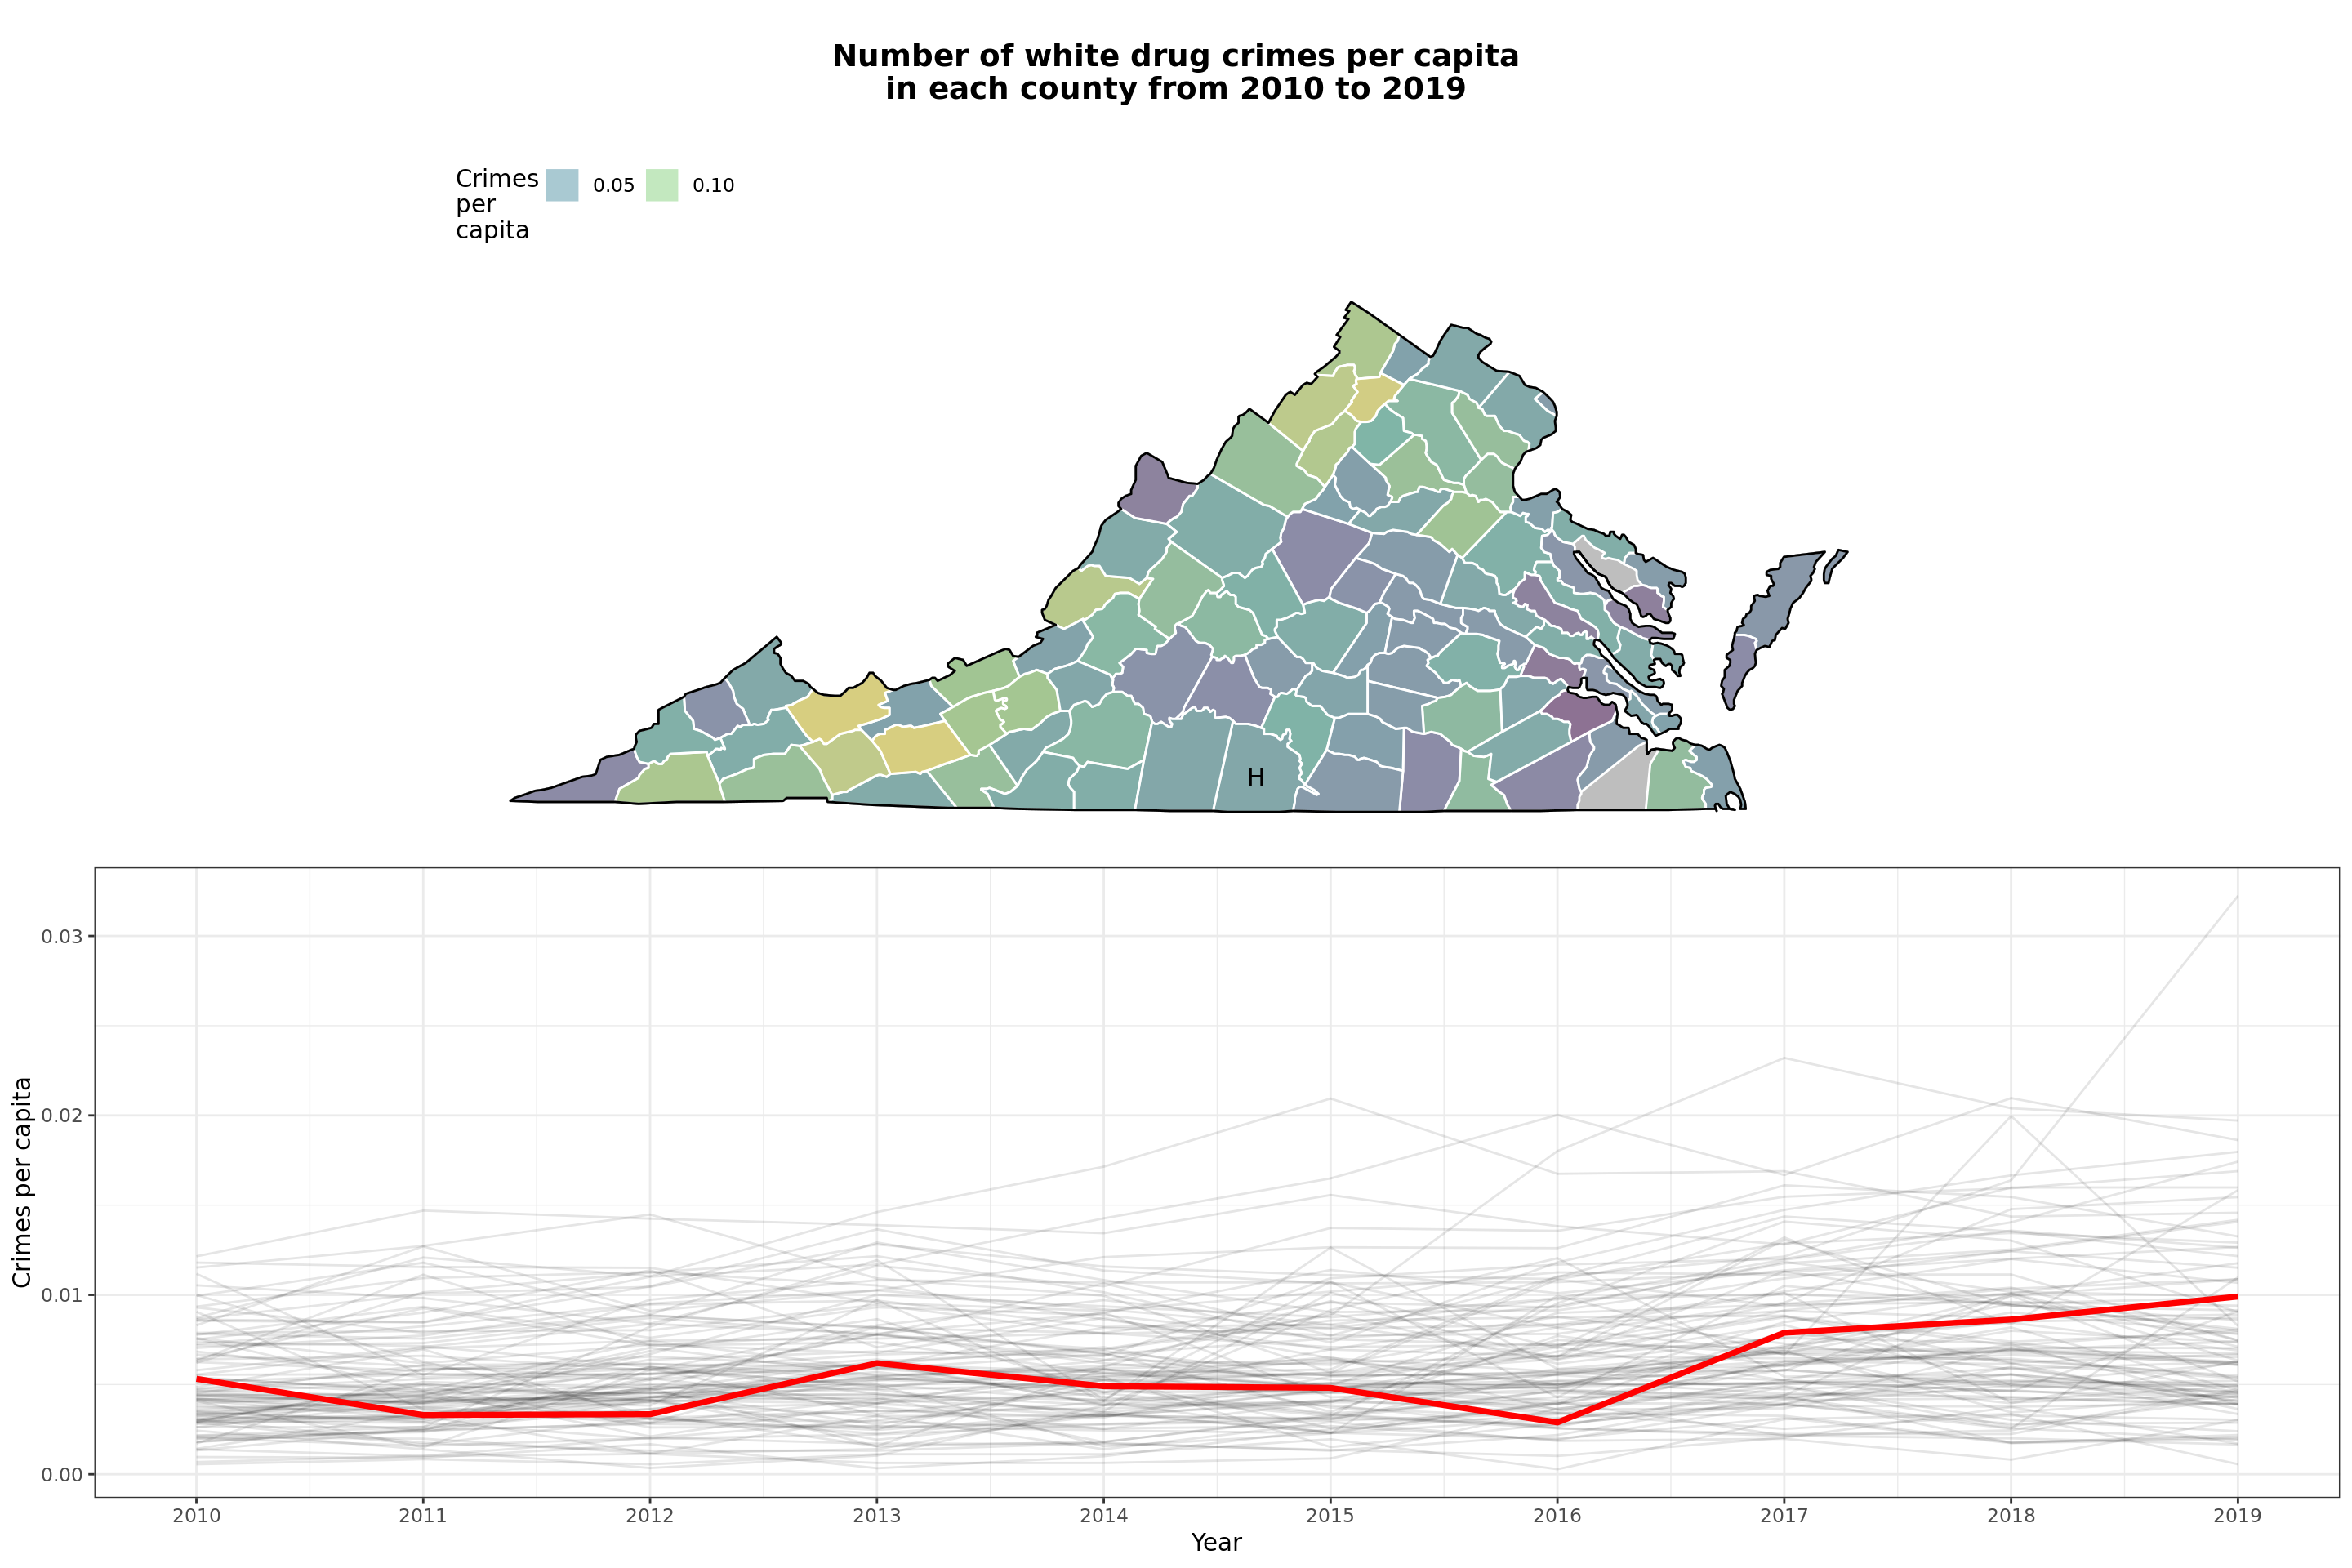 Number of white drug crimes per capita
in each county from 2010 to 2019
Crimes
per
capita
0.05 0.10
H
0.03
0.02
0.01
0.00
Crimes per capita
2010 2011 2012 2013 2014 2015 2016 2017 2018 2019
Year